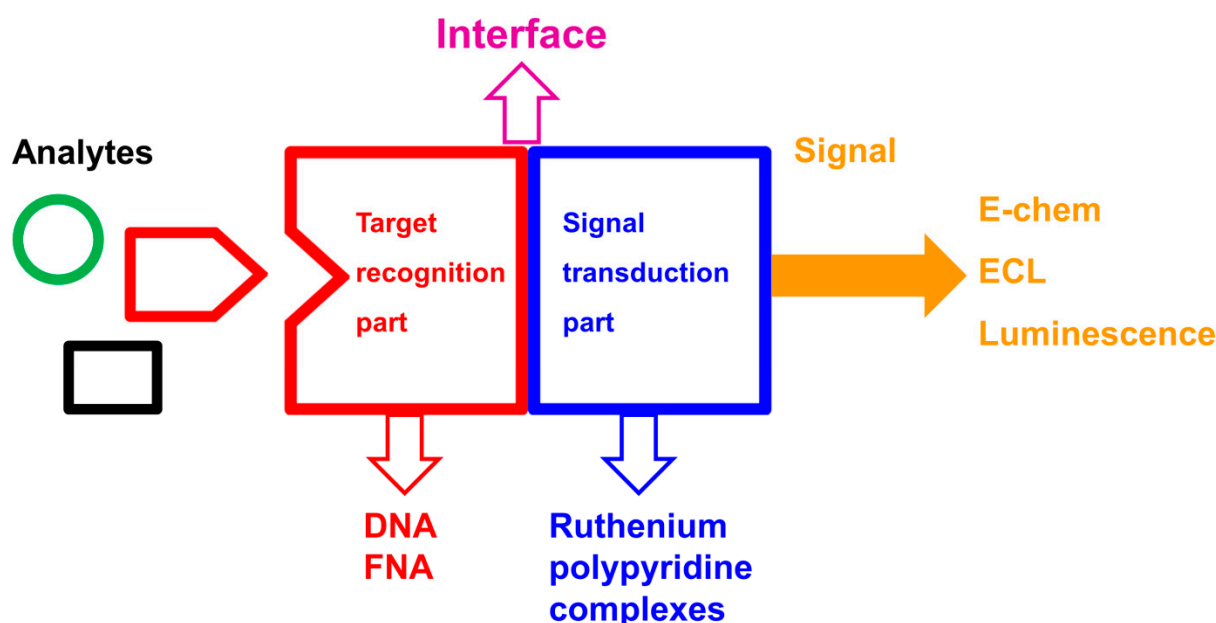 Interface
Analytes
Signal
Target
recognition
part
Signal
transduction
part
E-chem
ECL
Luminescence
DNA
FNA
Ruthenium
polypyridine
complexes